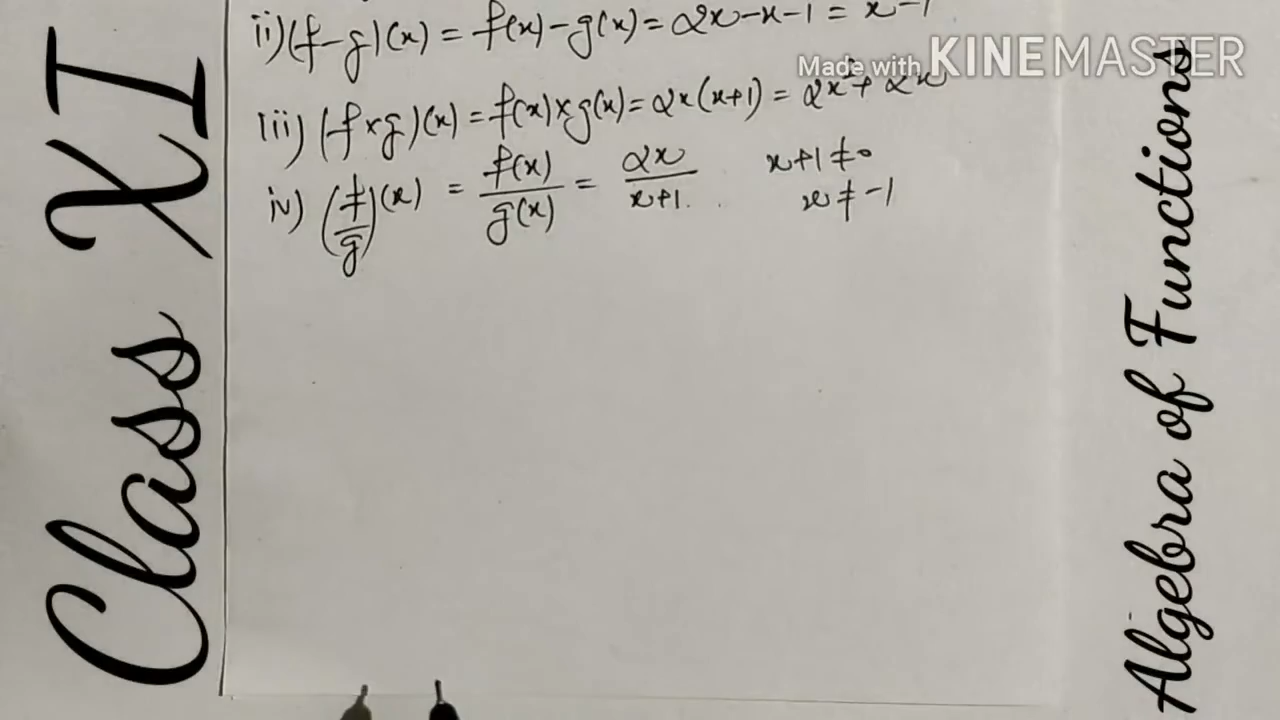 ii) (f-g)(x) = f(x)-g(x) = 2x-x-1 = x-1
iii) (f×g)(x) = f(x)×g(x) = 2x(x+1) = 2x²+2x
iv) (f/g)(x) = f(x)/g(x) = 2x/x+1. x+1≠0
x≠-1
Made with KINEMASTER
Class XI
Algebra of Functions